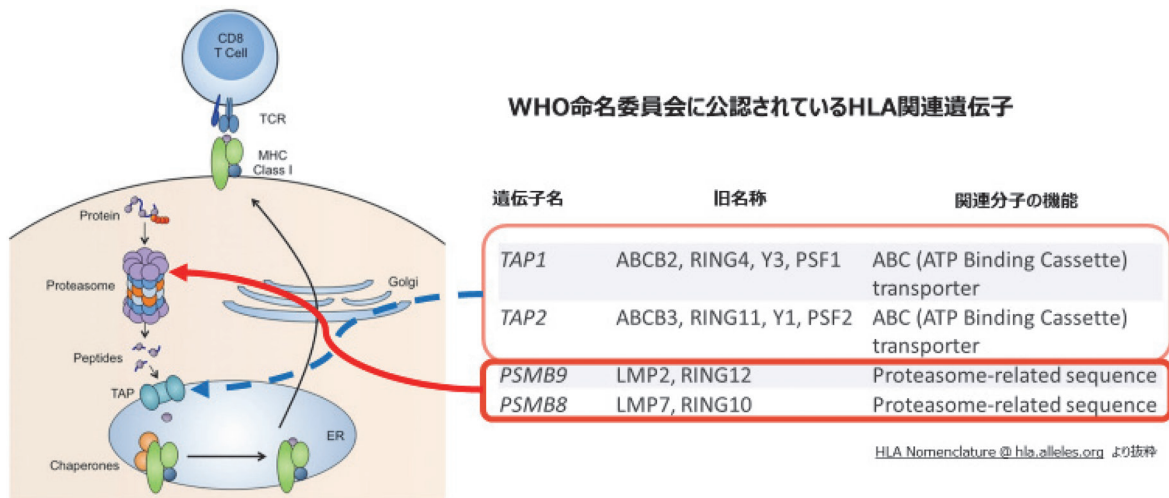 CD8
T Cell
TCR
MHC
Class I
Protein
Proteasome
Golgi
Peptides
TAP
ER
Chaperones
WHO命名委員会に公認されているHLA関連遺伝子
遺伝子名 旧名称 関連分子の機能
TAP1 ABCB2, RING4, Y3, PSF1 ABC (ATP Binding Cassette)
transporter
TAP2 ABCB3, RING11, Y1, PSF2 ABC (ATP Binding Cassette)
transporter
PSMB9 LMP2, RING12 Proteasome-related sequence
PSMB8 LMP7, RING10 Proteasome-related sequence
HLA Nomenclature @ hla.alleles.org より抜粋